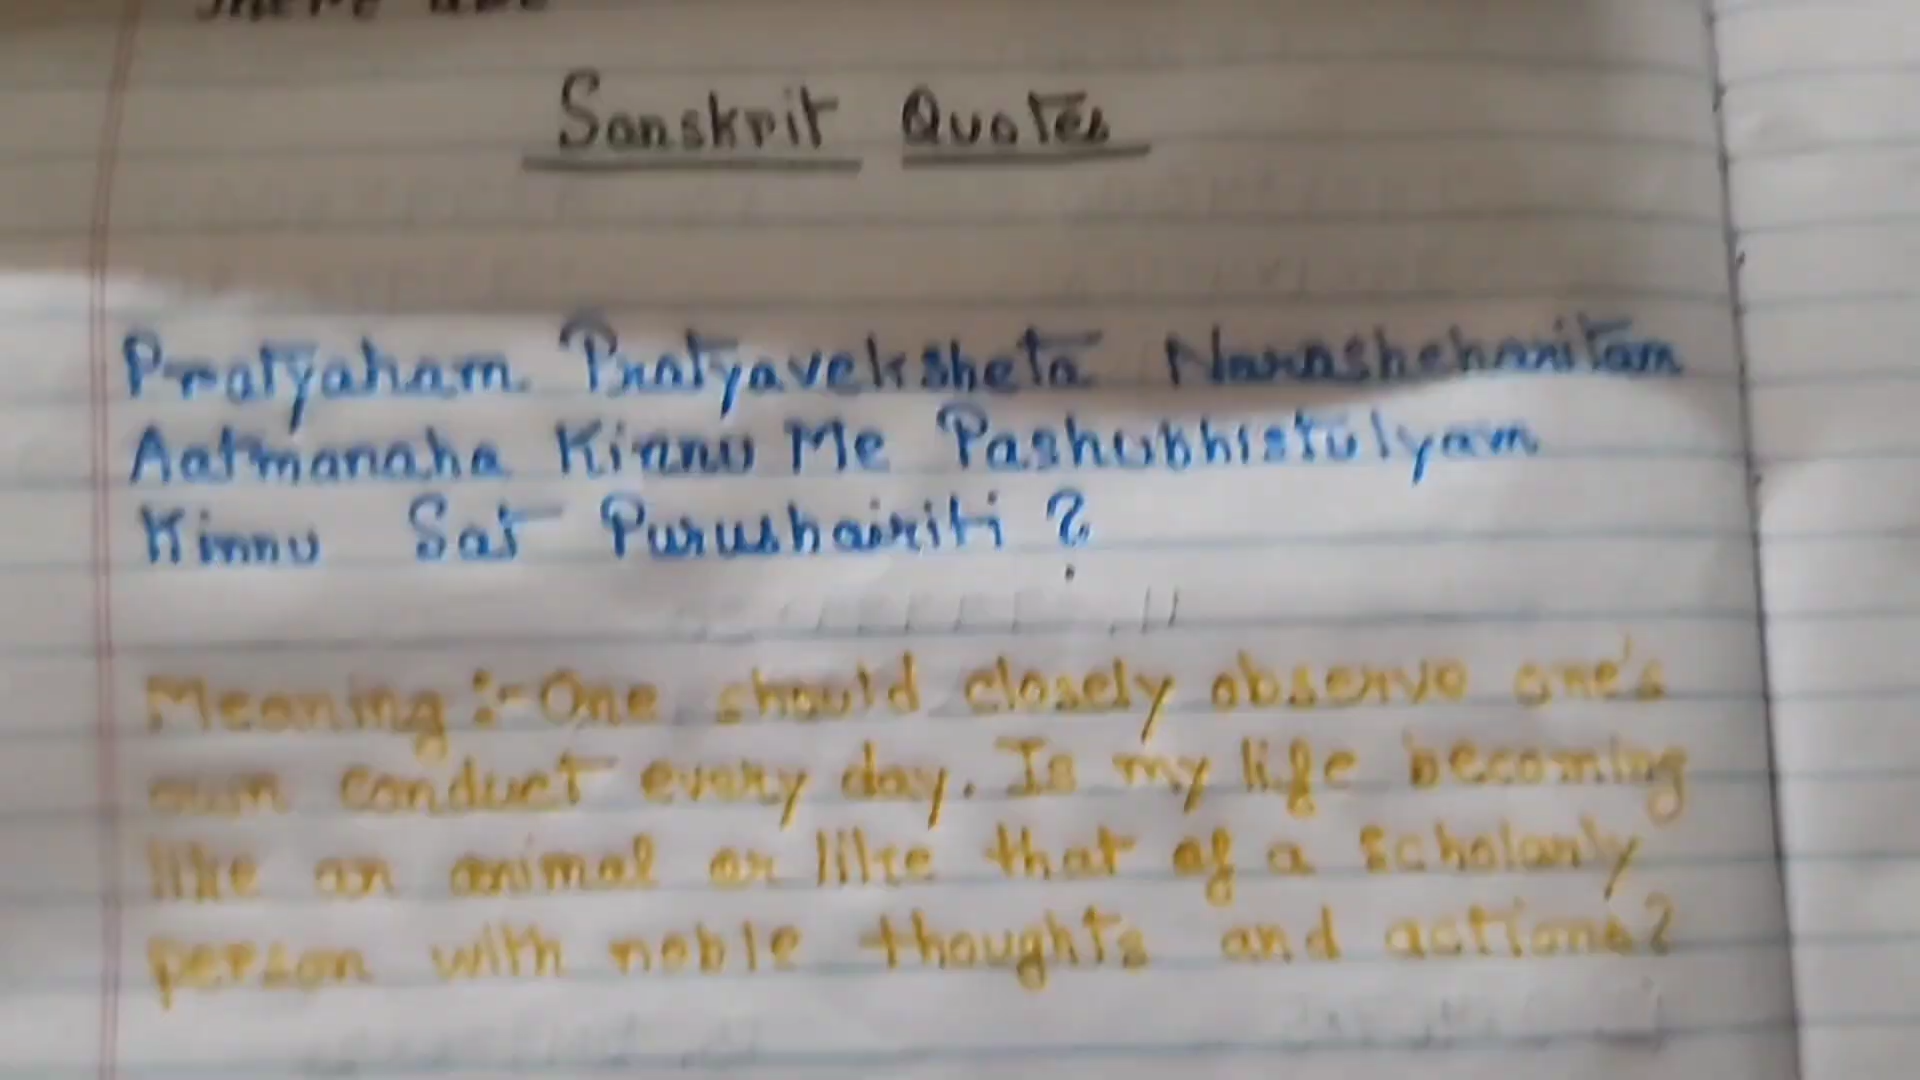 Sanskrit Quotes
Pratyaham Pratyaveksheta Narashcharitam
Aatmanaha Kinnu Me Pashubhistulyam
Kinnu Sat Purushairiti ?
Meaning :- One should closely observe one's
own conduct every day. Is my life becoming
like an animal or like that of a scholarly
person with noble thoughts and actions?